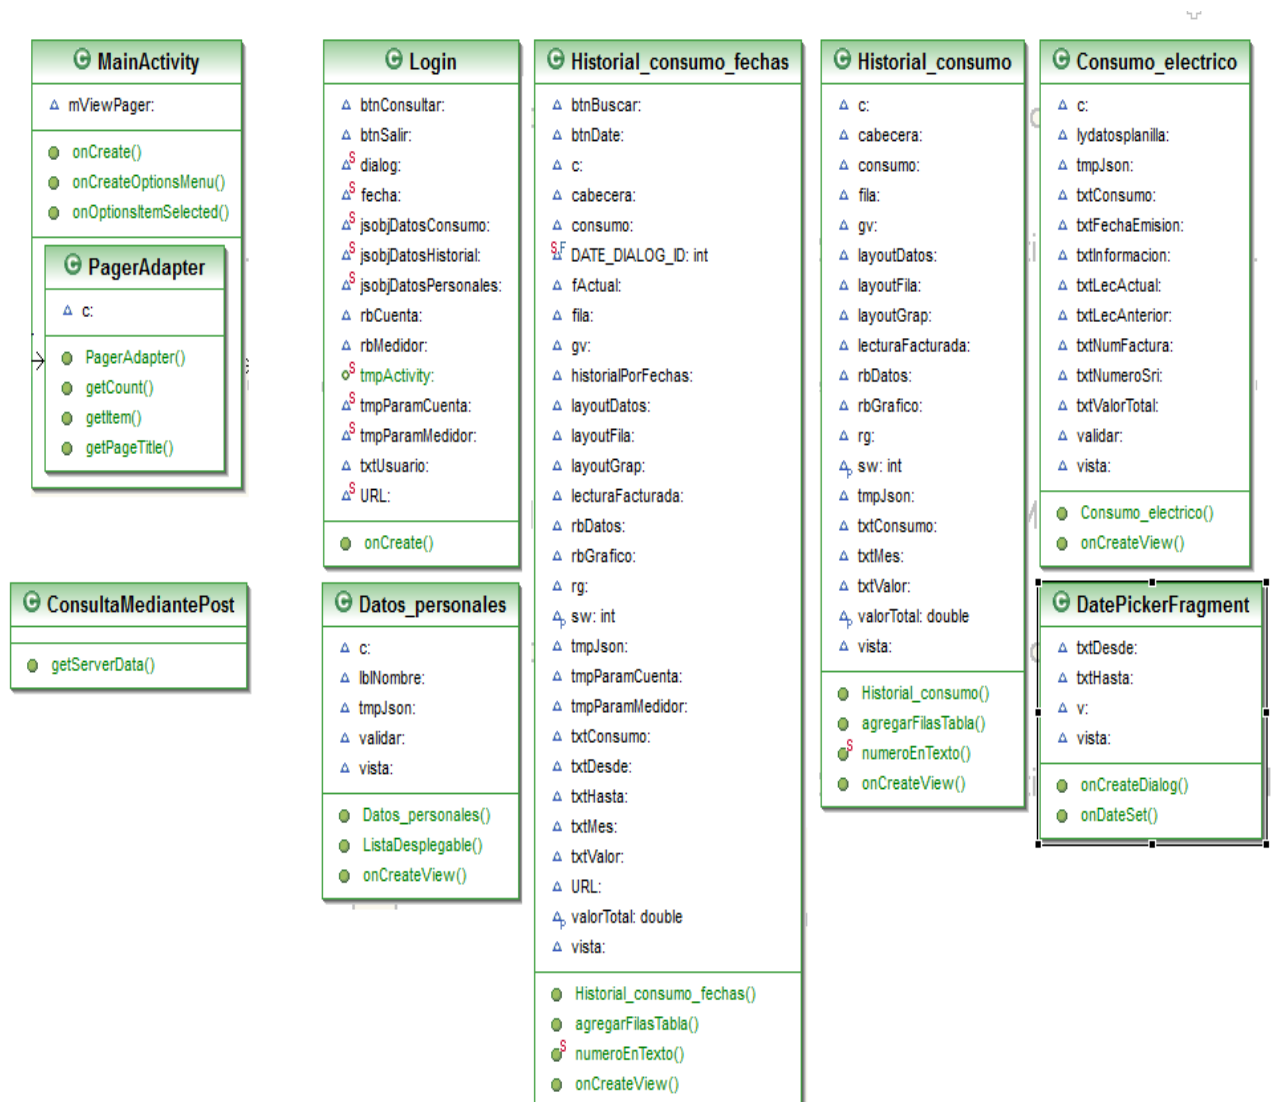 MainActivity
mViewPager:
onCreate()
onCreateOptionsMenu()
onOptionsItemSelected()
PagerAdapter
c:
PagerAdapter()
getCount()
getItem()
getPageTitle()
ConsultaMediantePost
getServerData()
Login
btnConsultar:
btnSalir:
S dialog:
S fecha:
S jsobjDatosConsumo:
S jsobjDatosHistorial:
S jsobjDatosPersonales:
rbCuenta:
rbMedidor:
S tmpActivity:
S tmpParamCuenta:
S tmpParamMedidor:
txtUsuario:
S URL:
onCreate()
Datos_personales
c:
lblNombre:
tmpJson:
validar:
vista:
Datos_personales()
ListaDesplegable()
onCreateView()
Historial_consumo_fechas
btnBuscar:
btnDate:
c:
cabecera:
consumo:
S,F DATE_DIALOG_ID: int
fActual:
fila:
gv:
historialPorFechas:
layoutDatos:
layoutFila:
layoutGrap:
lecturaFacturada:
rbDatos:
rbGrafico:
rg:
P sw: int
tmpJson:
tmpParamCuenta:
tmpParamMedidor:
txtConsumo:
txtDesde:
txtHasta:
txtMes:
txtValor:
URL:
P valorTotal: double
vista:
Historial_consumo_fechas()
agregarFilasTabla()
S numeroEnTexto()
onCreateView()
Historial_consumo
c:
cabecera:
consumo:
fila:
gv:
layoutDatos:
layoutFila:
layoutGrap:
lecturaFacturada:
rbDatos:
rbGrafico:
rg:
P sw: int
tmpJson:
txtConsumo:
txtMes:
txtValor:
P valorTotal: double
vista:
Historial_consumo()
agregarFilasTabla()
S numeroEnTexto()
onCreateView()
Consumo_electrico
c:
lydatosplanilla:
tmpJson:
txtConsumo:
txtFechaEmision:
txtInformacion:
txtLecActual:
txtLecAnterior:
txtNumFactura:
txtNumeroSri:
txtValorTotal:
validar:
vista:
Consumo_electrico()
onCreateView()
DatePickerFragment
txtDesde:
txtHasta:
v:
vista:
onCreateDialog()
onDateSet()